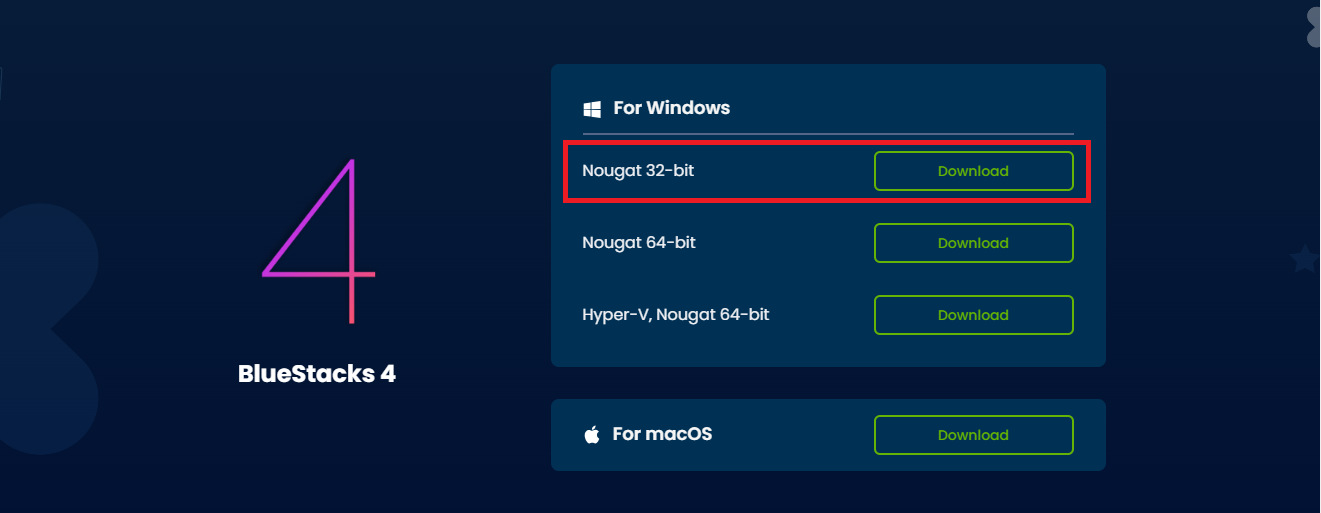 For Windows
Nougat 32-bit Download
Nougat 64-bit Download
Hyper-V, Nougat 64-bit Download
4
BlueStacks 4
For macOS Download